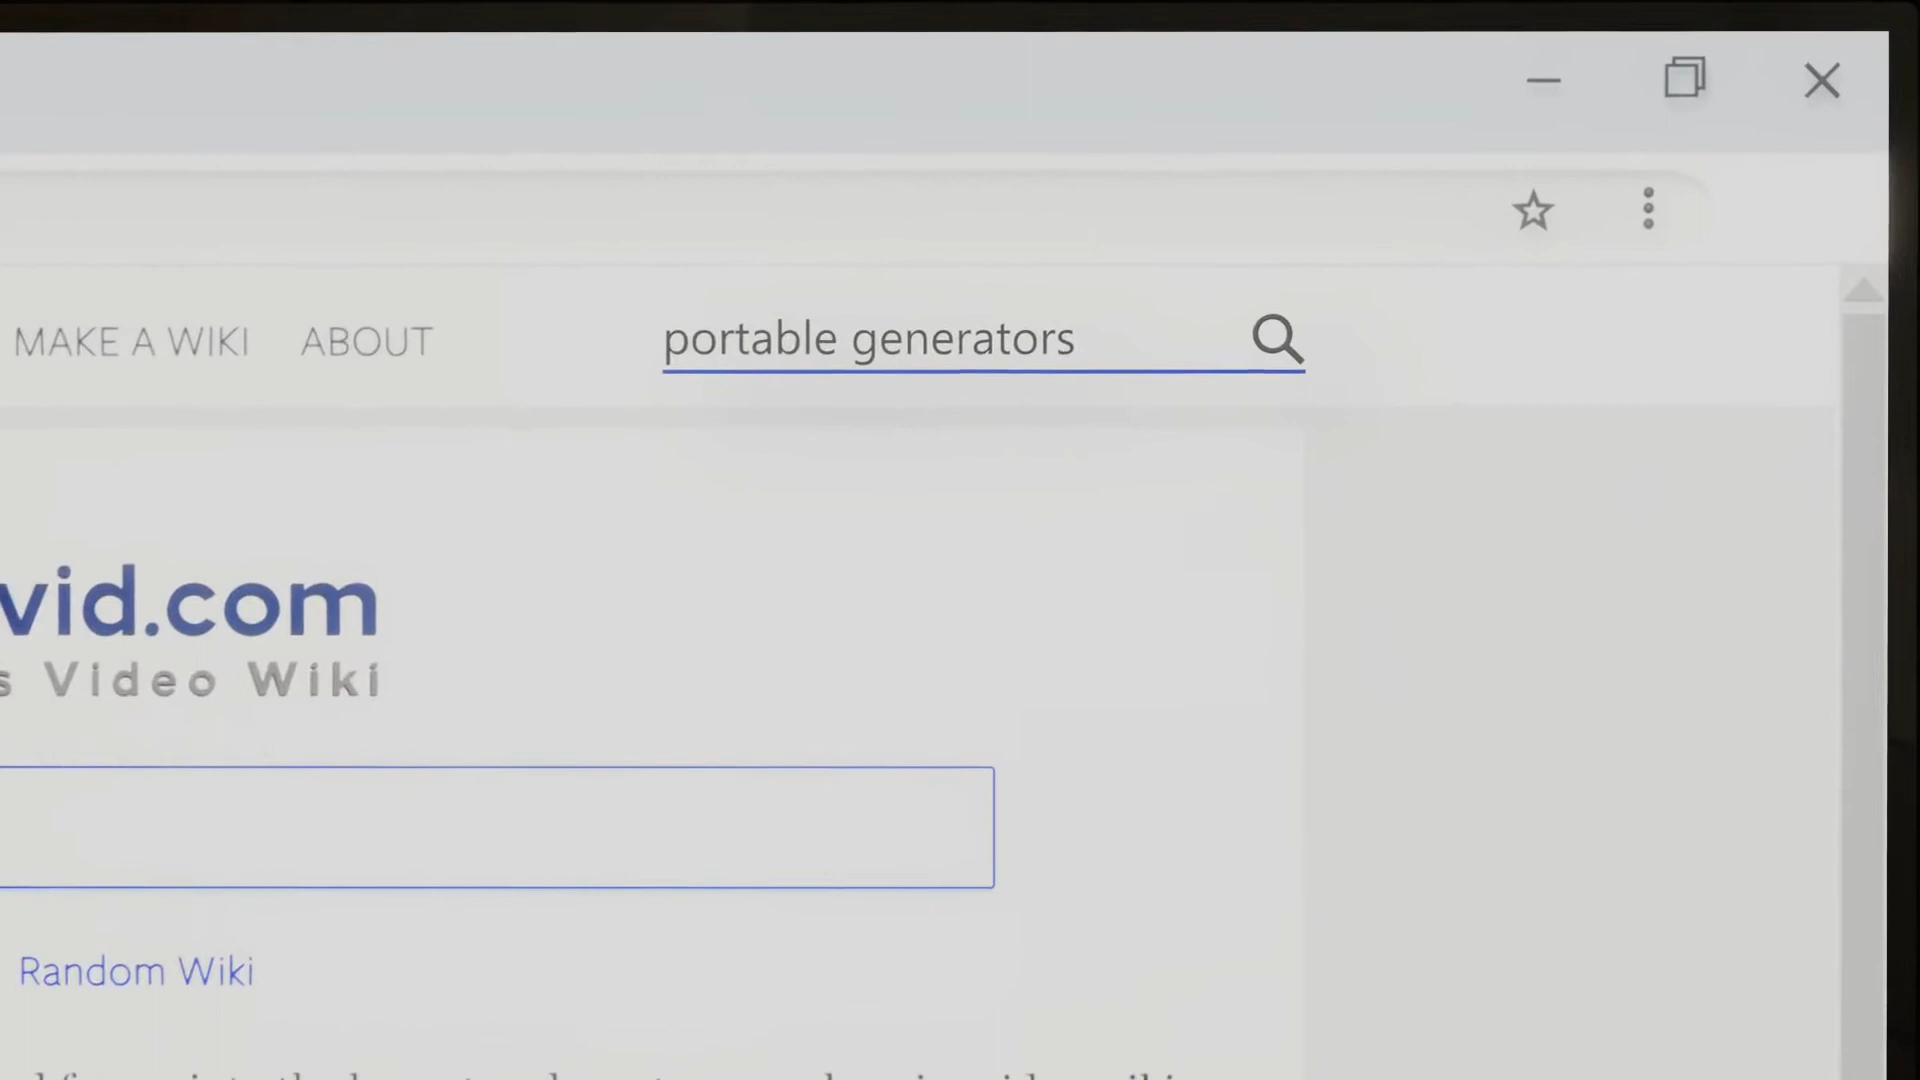 MAKE A WIKI ABOUT portable generators
vid.com
s Video Wiki
Random Wiki